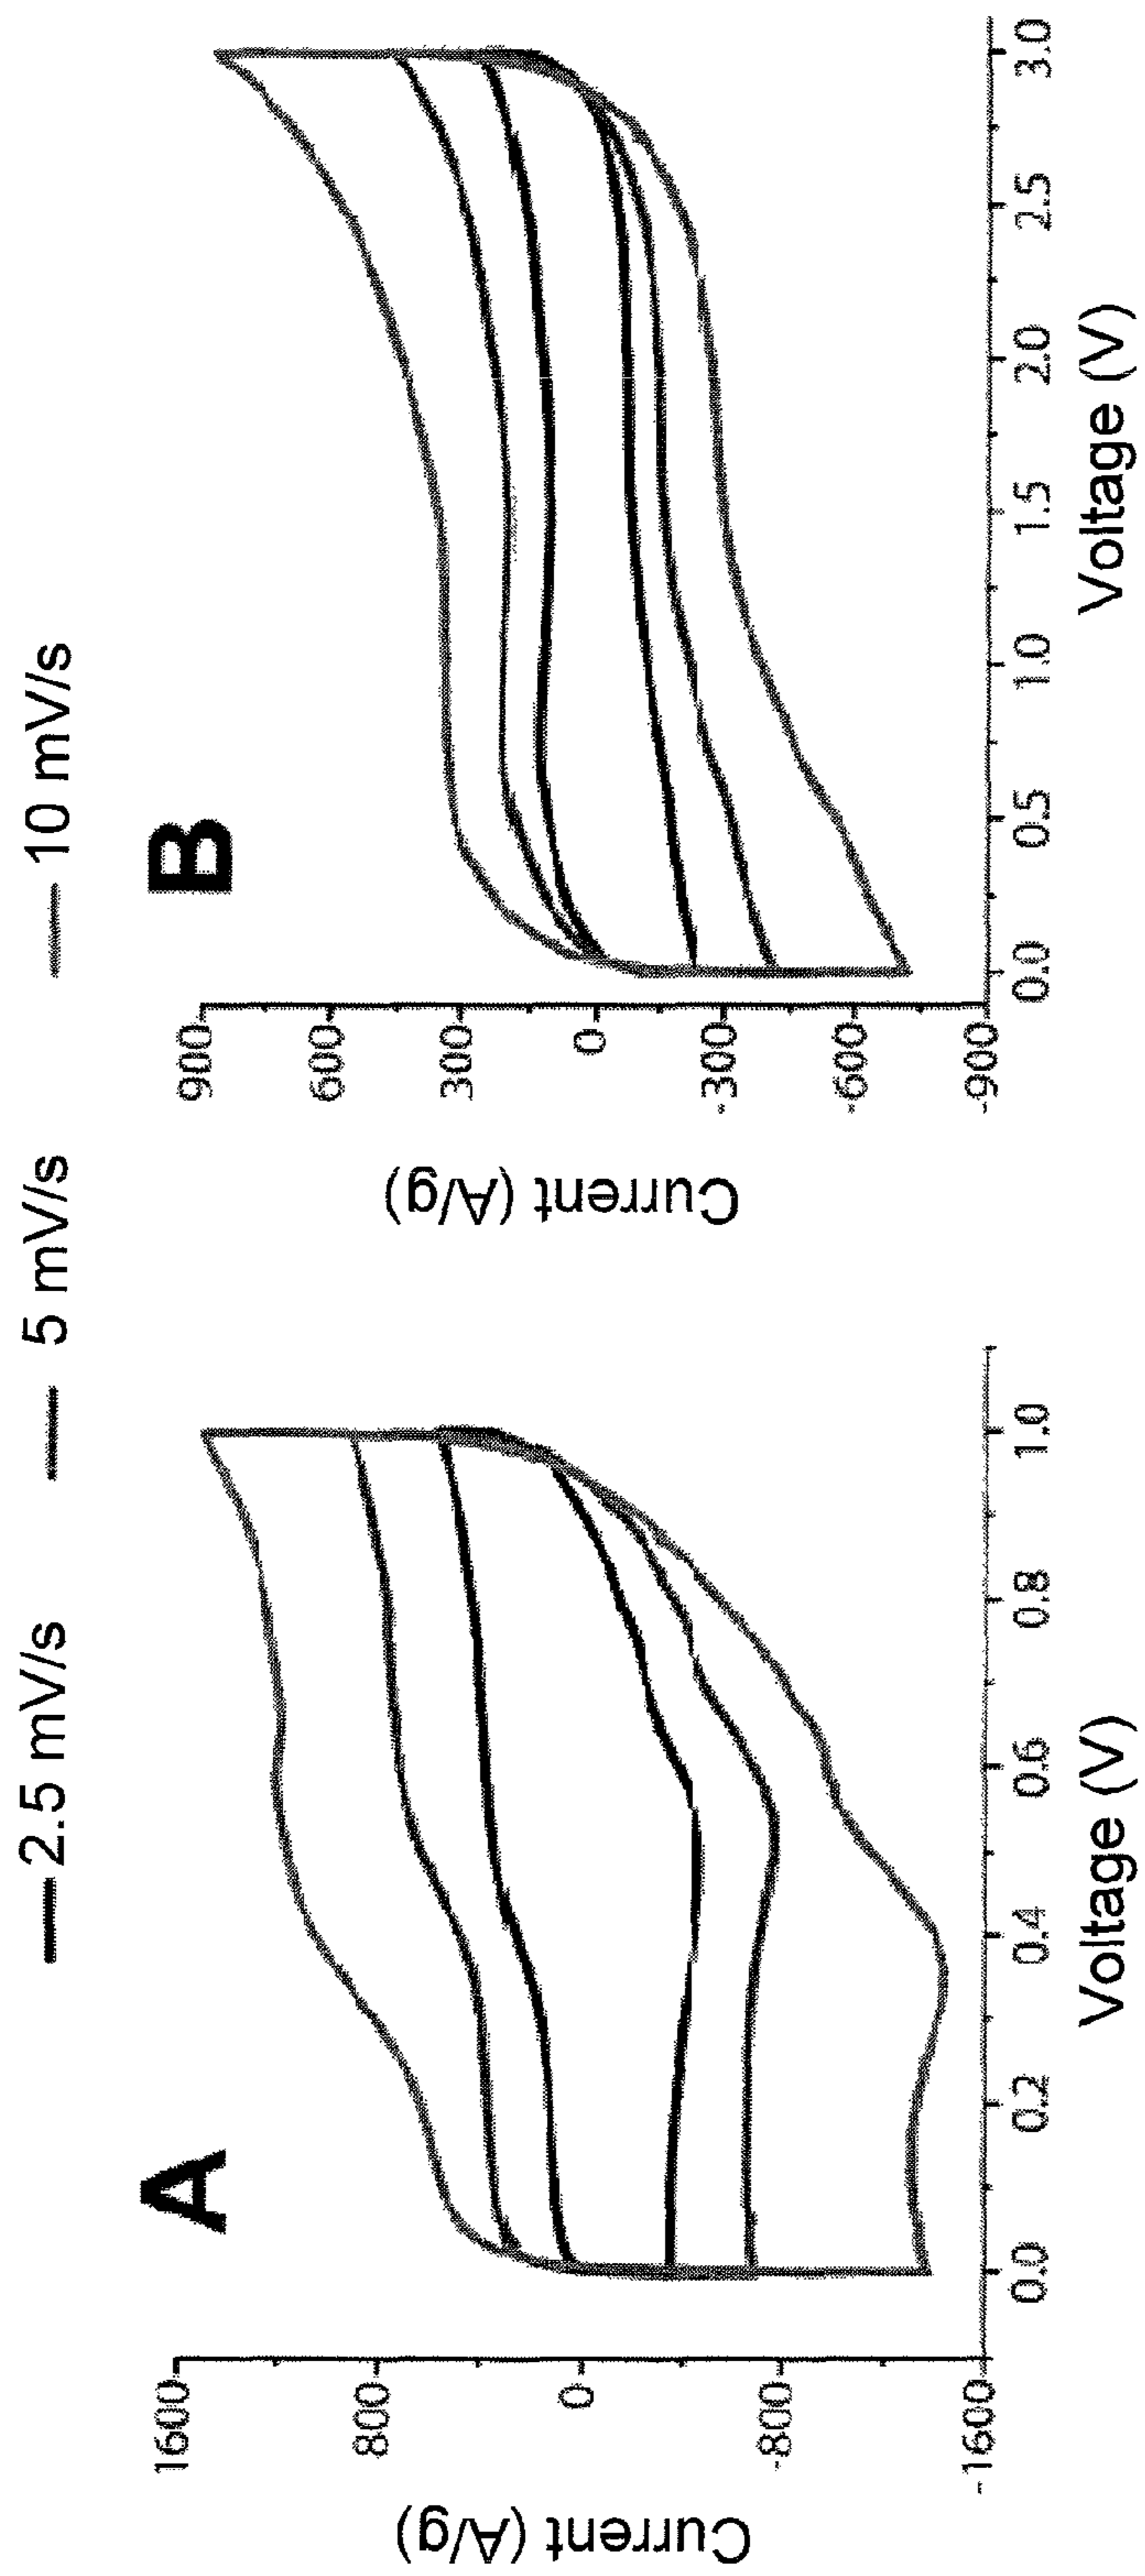 2.5 mV/s 5 mV/s 10 mV/s
A
Current (A/g)
1600
800
0
-800
-1600
0.0 0.2 0.4 0.6 0.8 1.0
Voltage (V)
B
Current (A/g)
900
600
300
0
-300
-600
-900
0.0 0.5 1.0 1.5 2.0 2.5 3.0
Voltage (V)